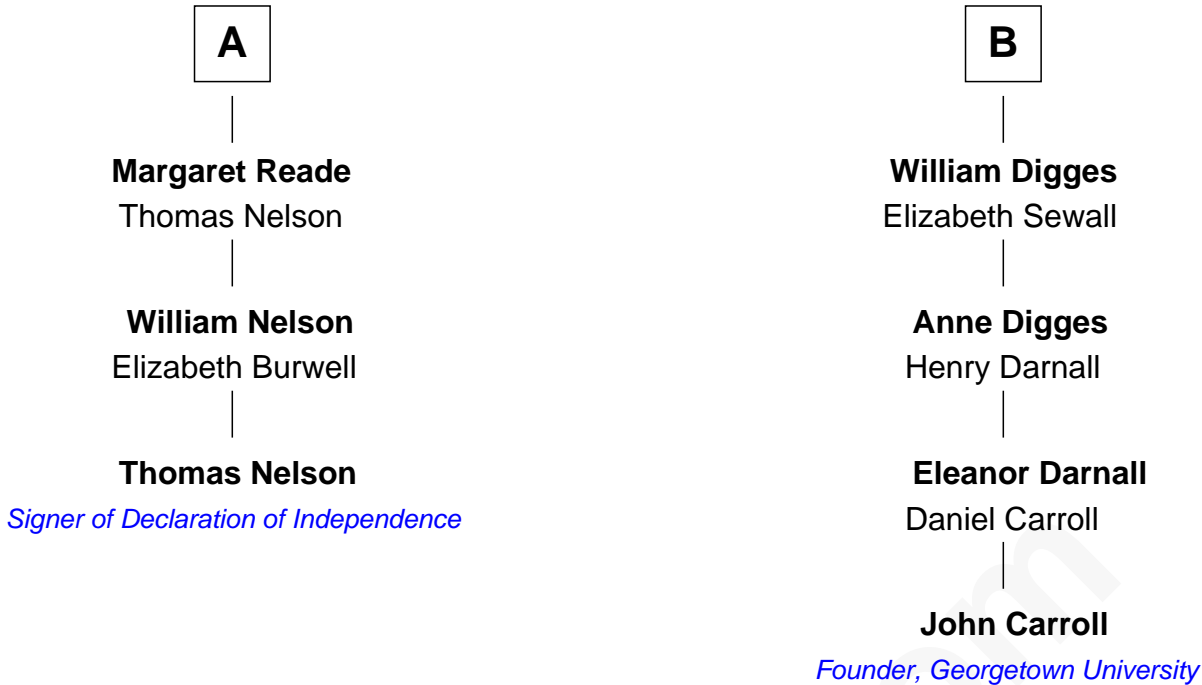 A
Margaret Reade
Thomas Nelson
William Nelson
Elizabeth Burwell
Thomas Nelson
Signer of Declaration of Independence
B
William Digges
Elizabeth Sewall
Anne Digges
Henry Darnall
Eleanor Darnall
Daniel Carroll
John Carroll
Founder, Georgetown University